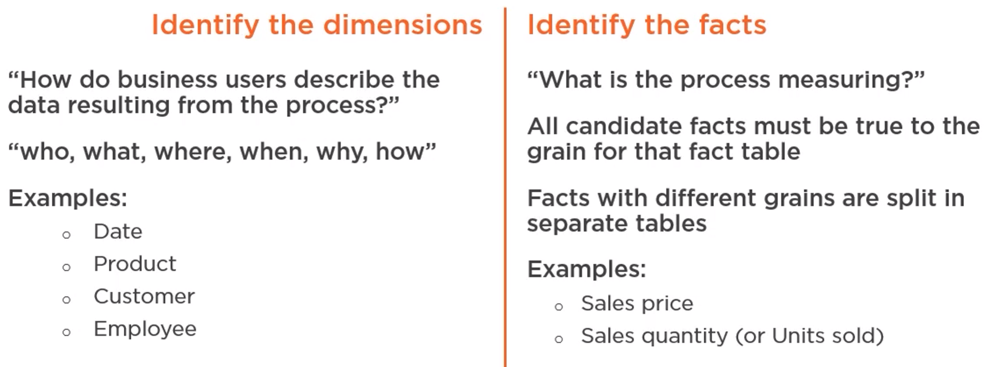 Identify the dimensions
“How do business users describe the
data resulting from the process?”
“who, what, where, when, why, how”
Examples:
Date
Product
Customer
Employee
Identify the facts
“What is the process measuring?”
All candidate facts must be true to the
grain for that fact table
Facts with different grains are split in
separate tables
Examples:
Sales price
Sales quantity (or Units sold)